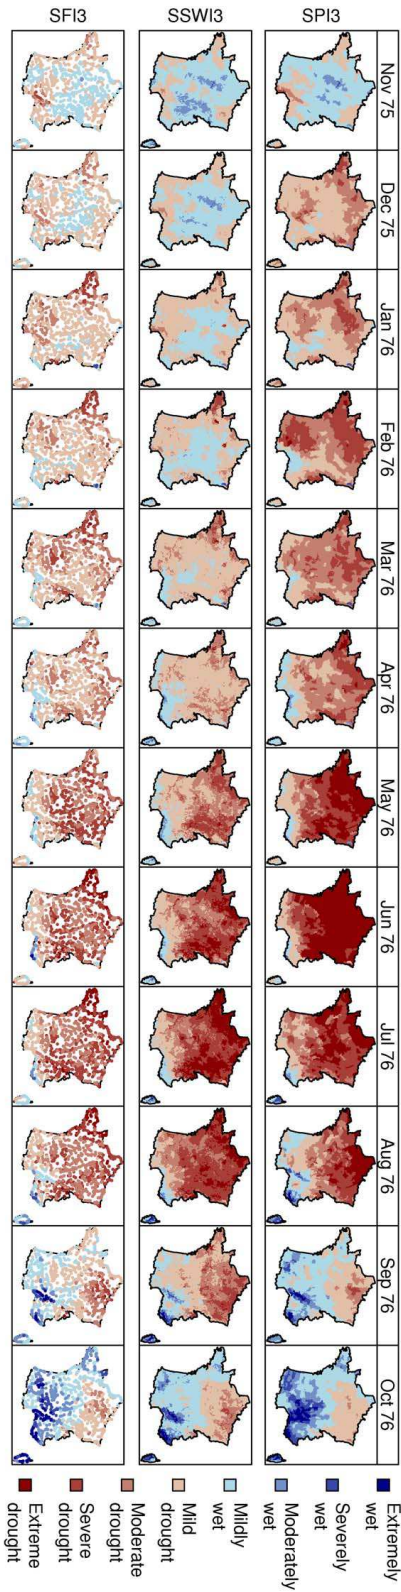 Nov 75
Dec 75
Jan 76
Feb 76
Mar 76
Apr 76
May 76
Jun 76
Jul 76
Aug 76
Sep 76
Oct 76
SPI3
SSWI3
SFI3
Extremely
wet
Severely
wet
Moderately
wet
Mildly
wet
Mild
drought
Moderate
drought
Severe
drought
Extreme
drought